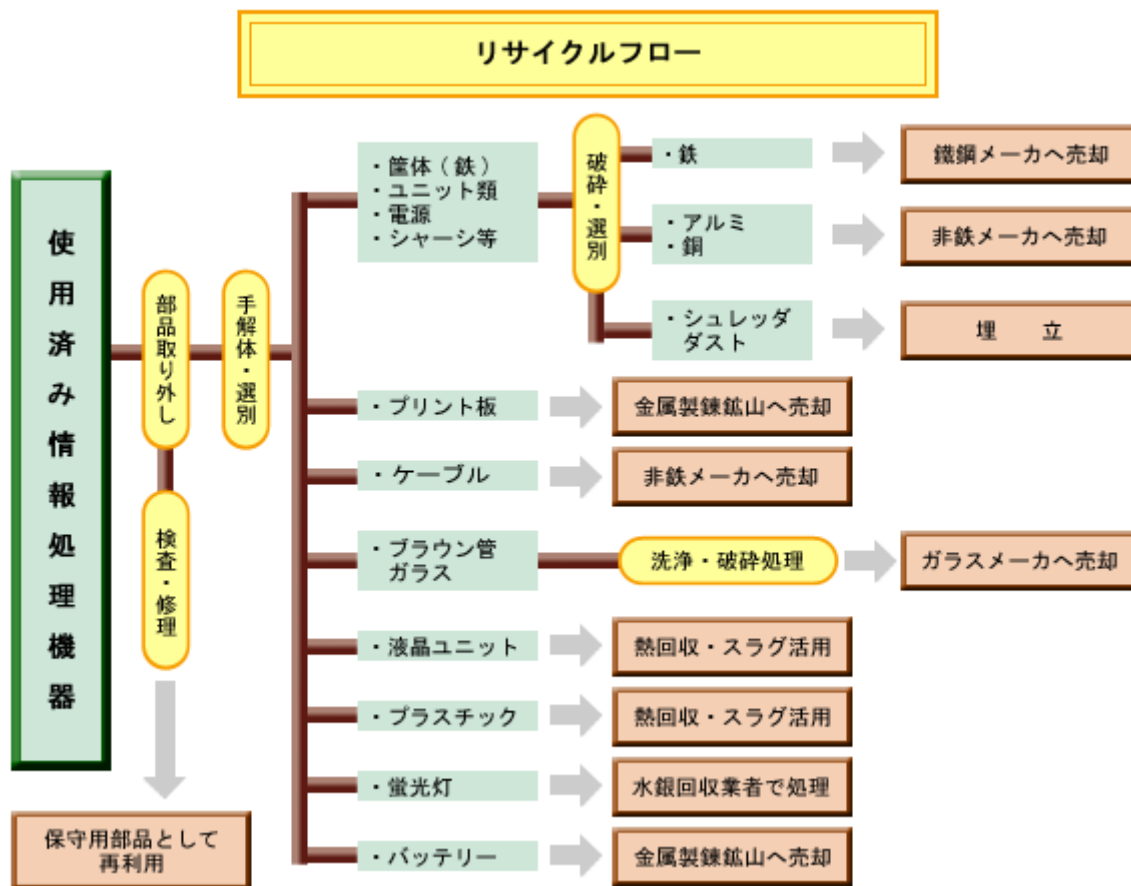 リサイクルフロー
使用済み情報処理機器
部品取り外し
手解体・選別
検査・修理
保守用部品として
再利用
・筐体(鉄)
・ユニット類
・電源
・シャーシ等
破砕・選別
・鉄
鐵鋼メーカへ売却
・アルミ
・銅
非鉄メーカへ売却
・シュレッダ
ダスト
埋 立
・プリント板
金属製錬鉱山へ売却
・ケーブル
非鉄メーカへ売却
・ブラウン管
ガラス
洗浄・破砕処理
ガラスメーカへ売却
・液晶ユニット
熱回収・スラグ活用
・プラスチック
熱回収・スラグ活用
・蛍光灯
水銀回収業者で処理
・バッテリー
金属製錬鉱山へ売却